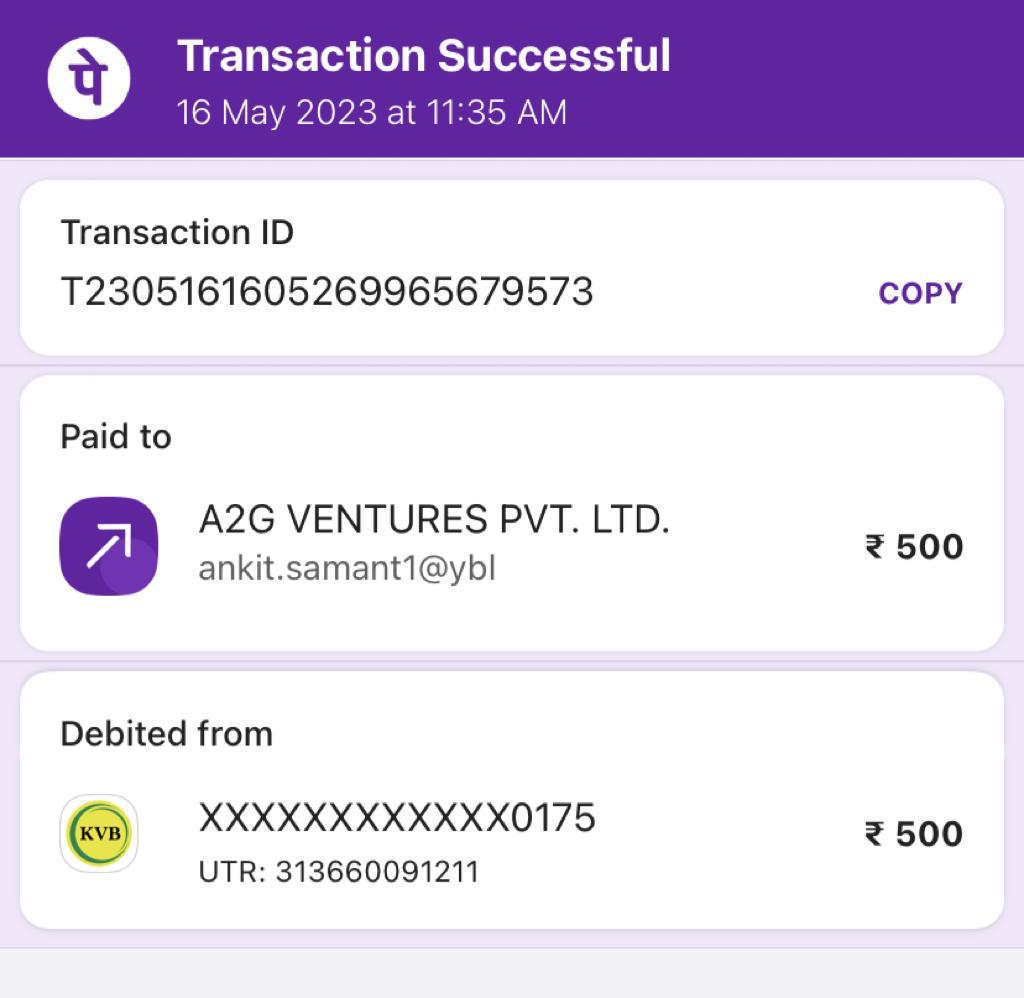 पे
Transaction Successful
16 May 2023 at 11:35 AM
Transaction ID
T2305161605269965679573
COPY
Paid to
A2G VENTURES PVT. LTD.
ankit.samant1@ybl
₹ 500
Debited from
KVB
XXXXXXXXXXXX0175
UTR: 313660091211
₹ 500